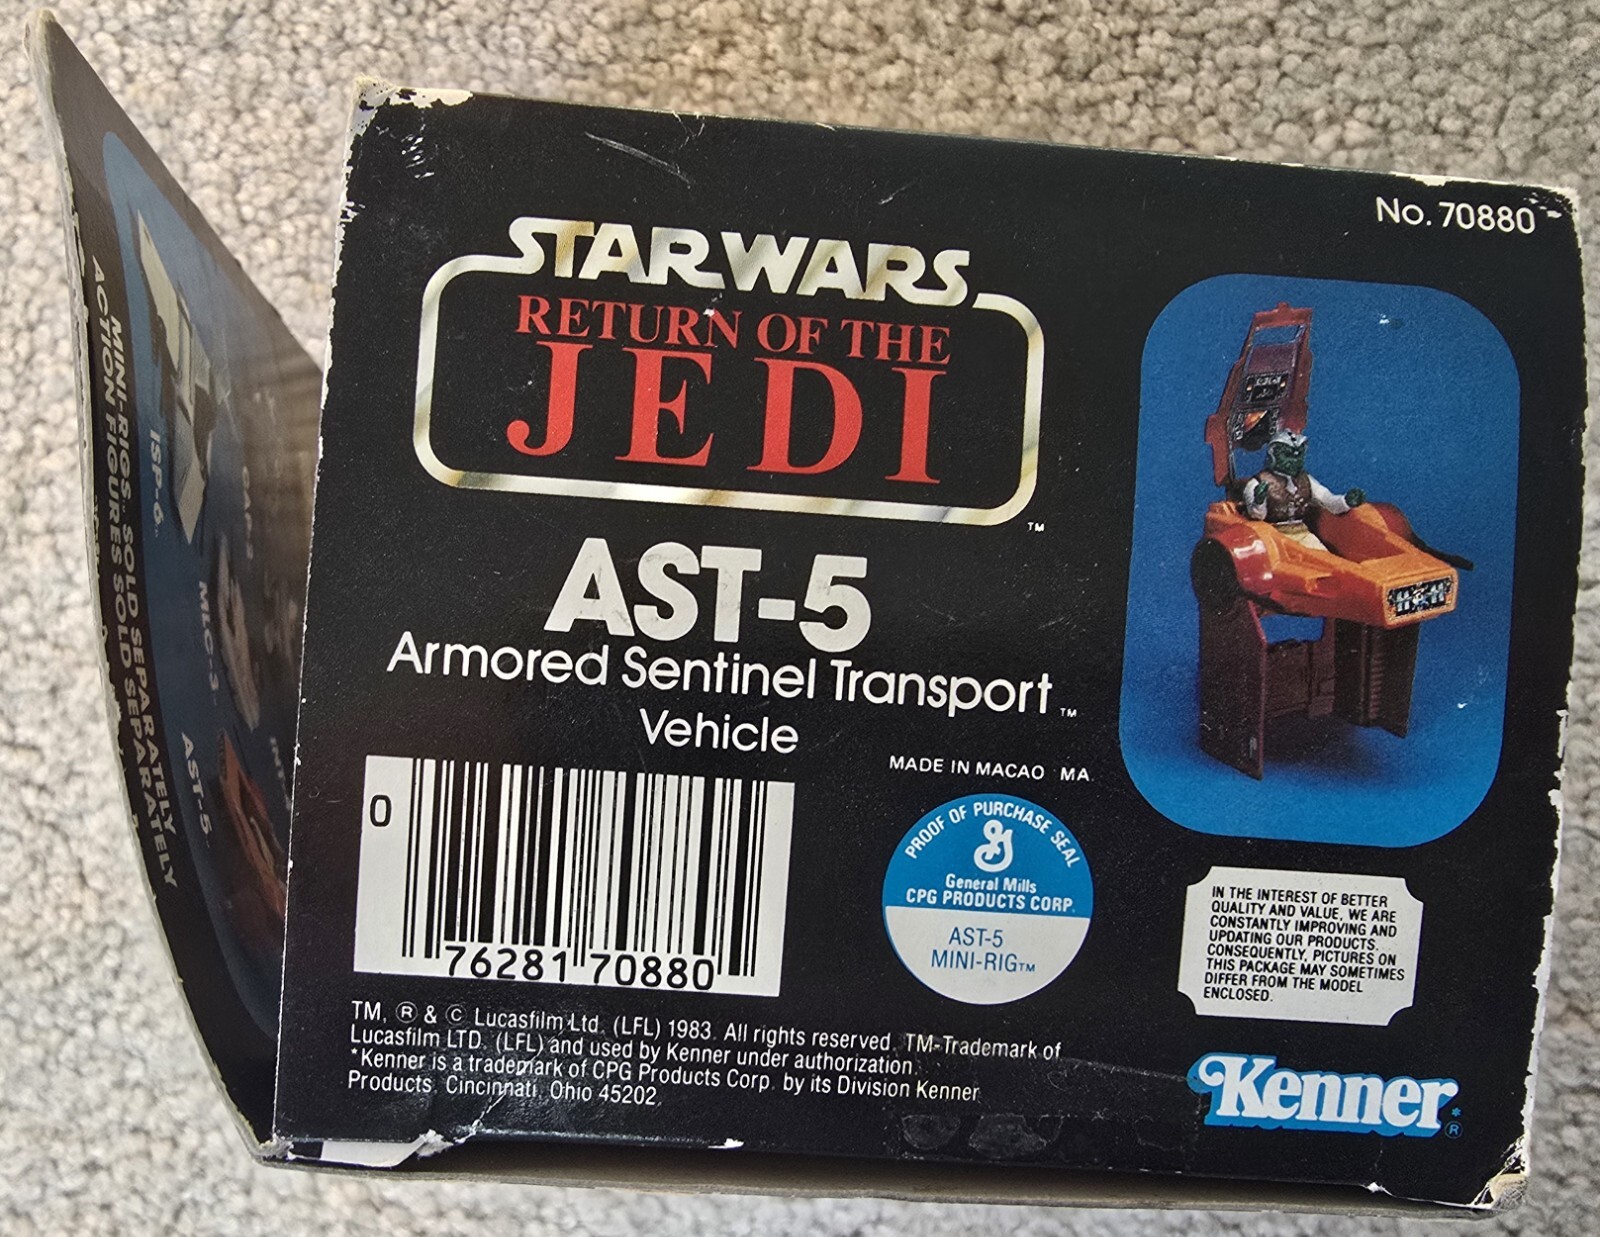 No. 70880
STAR WARS
RETURN OF THE
JEDI
TM
AST-5
Armored Sentinel Transport TM
Vehicle
MADE IN MACAO MA
0
76281 70880
PROOF OF PURCHASE SEAL
General Mills
CPG PRODUCTS CORP.
AST-5
MINI-RIG TM
IN THE INTEREST OF BETTER
QUALITY AND VALUE, WE ARE
CONSTANTLY IMPROVING AND
UPDATING OUR PRODUCTS.
CONSEQUENTLY, PICTURES ON
THIS PACKAGE MAY SOMETIMES
DIFFER FROM THE MODEL
ENCLOSED.
TM, ® & © Lucasfilm Ltd. (LFL) 1983. All rights reserved. TM-Trademark of
Lucasfilm LTD. (LFL) and used by Kenner under authorization.
*Kenner is a trademark of CPG Products Corp. by its Division Kenner
Products, Cincinnati, Ohio 45202.
Kenner*®
ISP-6
MLC-3
AST-5
MINI-RIGS SOLD SEPARATELY
ACTION FIGURES SOLD SEPARATELY